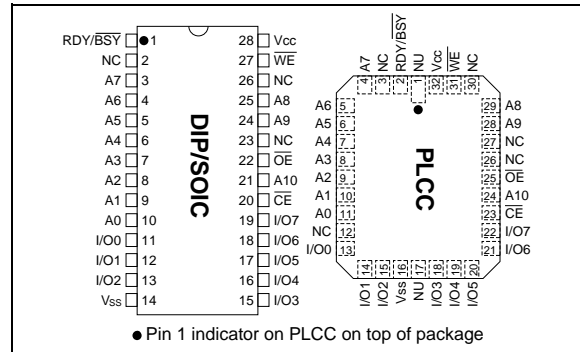 RDY/BSY 1 28 Vcc
NC 2 27 WE
A7 3 26 NC
A6 4 25 A8
A5 5 24 A9
A4 6 23 NC
A3 7 22 OE
A2 8 21 A10
A1 9 20 CE
A0 10 19 I/O7
I/O0 11 18 I/O6
I/O1 12 17 I/O5
I/O2 13 16 I/O4
Vss 14 15 I/O3
DIP/SOIC
A7 NC RDY/BSY NU Vcc WE NC
4 3 2 1 32 31 30
A6 5 29 A8
A5 6 28 A9
A4 7 27 NC
A3 8 26 NC
A2 9 25 OE
A1 10 24 A10
A0 11 23 CE
NC 12 22 I/O7
I/O0 13 21 I/O6
PLCC
14 15 16 17 18 19 20
I/O1 I/O2 Vss NU I/O3 I/O4 I/O5
● Pin 1 indicator on PLCC on top of package